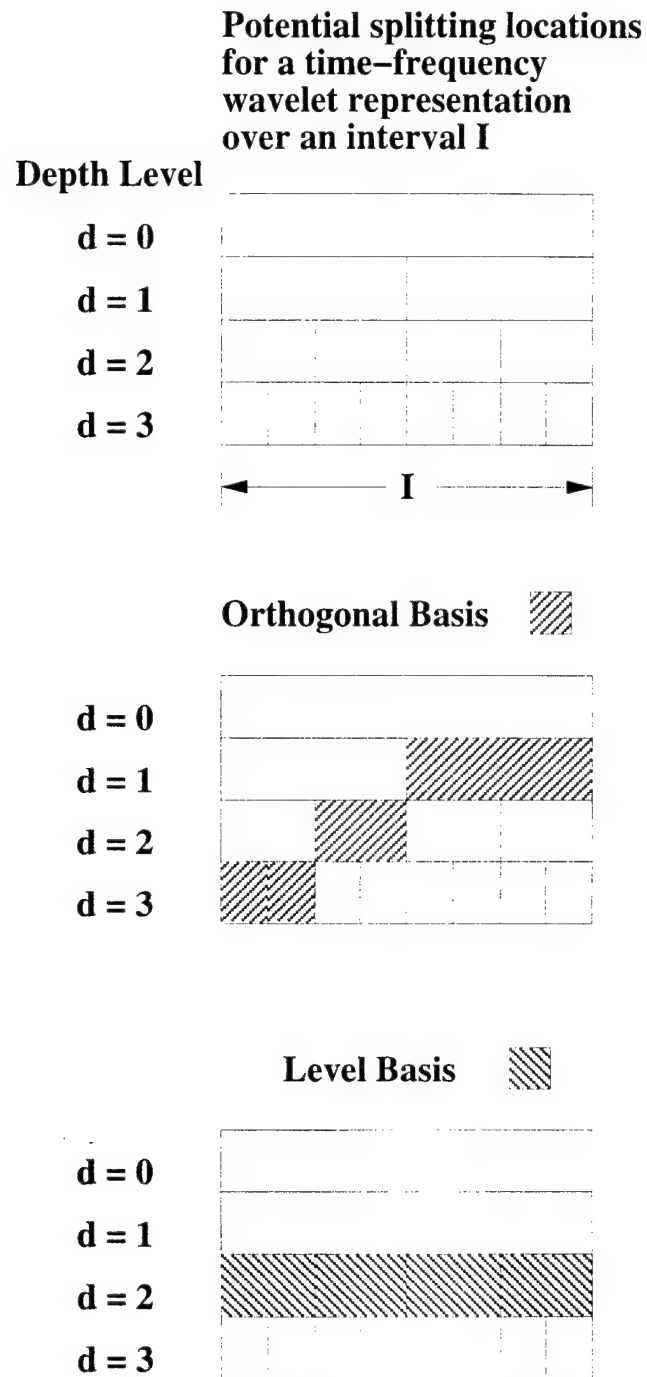 Potential splitting locations
for a time–frequency
wavelet representation
over an interval I
Depth Level
d = 0
d = 1
d = 2
d = 3
I
Orthogonal Basis
d = 0
d = 1
d = 2
d = 3
Level Basis
d = 0
d = 1
d = 2
d = 3